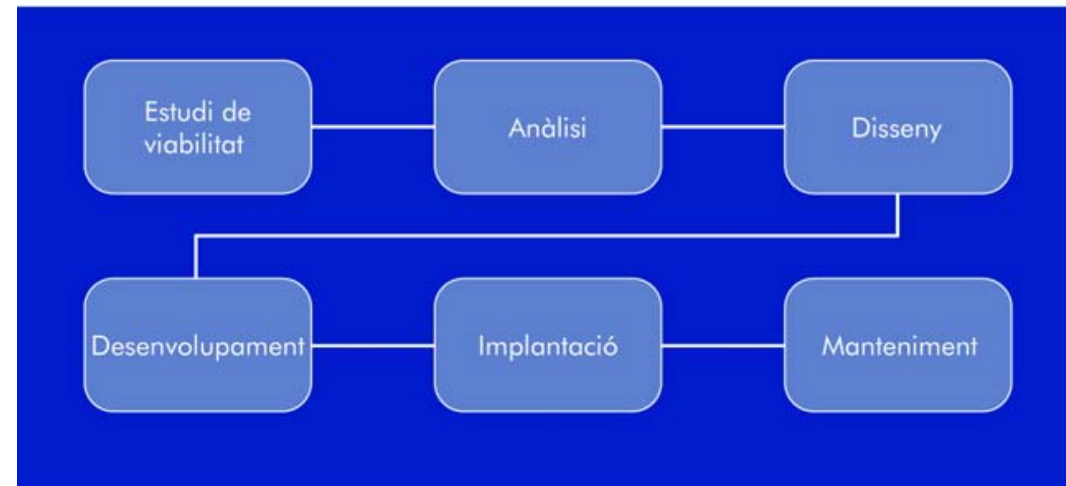 Estudi de
viabilitat
Anàlisi
Disseny
Desenvolupament
Implantació
Manteniment